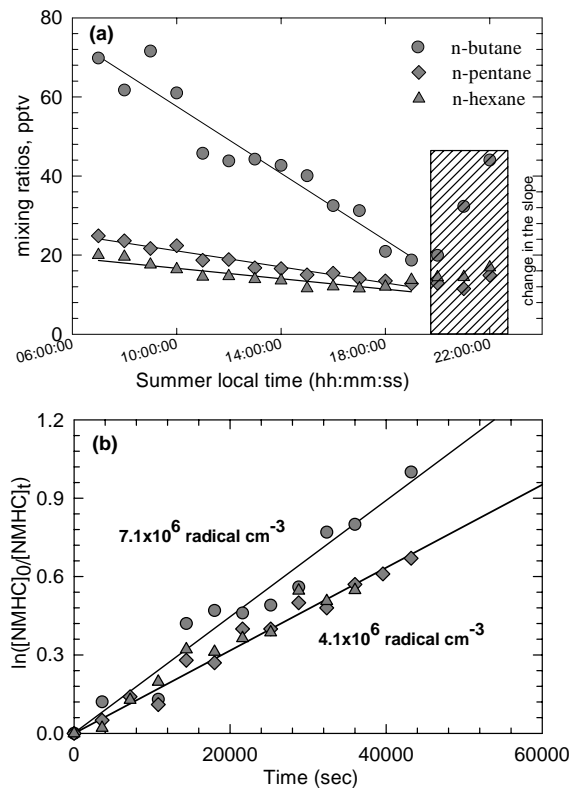 (a)
n-butane
n-pentane
n-hexane
mixing ratios, pptv
80
60
40
20
0
change in the slope
06:00:00 10:00:00 14:00:00 18:00:00 22:00:00
Summer local time (hh:mm:ss)
(b)
ln([NMHC]0/[NMHC]t)
1.2
0.9
0.6
0.3
0.0
7.1x10^6 radical cm^-3
4.1x10^6 radical cm^-3
0 20000 40000 60000
Time (sec)